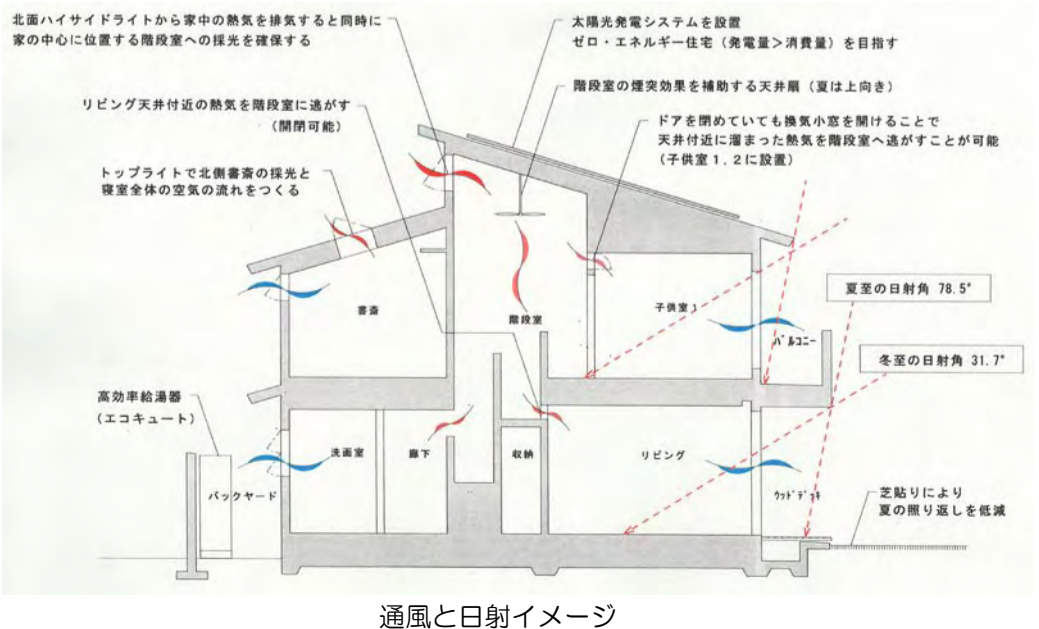 北面ハイサイドライトから家中の熱気を排気すると同時に
家の中心に位置する階段室への採光を確保する
太陽光発電システムを設置
ゼロ・エネルギー住宅（発電量＞消費量）を目指す
階段室の煙突効果を補助する天井扇（夏は上向き）
リビング天井付近の熱気を階段室に逃がす
（開閉可能）
ドアを閉めていても換気小窓を開けることで
天井付近に溜まった熱気を階段室へ逃がすことが可能
（子供室1,2に設置）
トップライトで北側書斎の採光と
寝室全体の空気の流れをつくる
夏至の日射角 78.5°
書斎
階段室
子供室1
バルコニー
冬至の日射角 31.7°
高効率給湯器
（エコキュート）
洗面室
廊下
収納
リビング
バックヤード
ウッドデッキ
芝貼りにより
夏の照り返しを低減
通風と日射イメージ